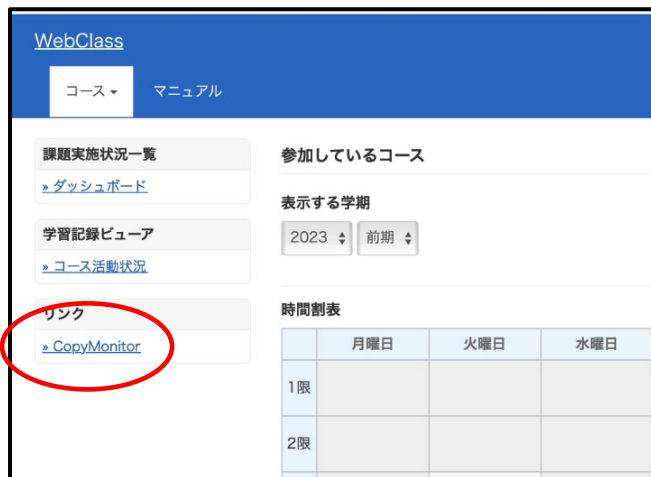 WebClass
コース
マニュアル
課題実施状況一覧
» ダッシュボード
学習記録ビューア
» コース活動状況
リンク
» CopyMonitor
参加しているコース
表示する学期
2023 前期
時間割表
月曜日 火曜日 水曜日
1限
2限